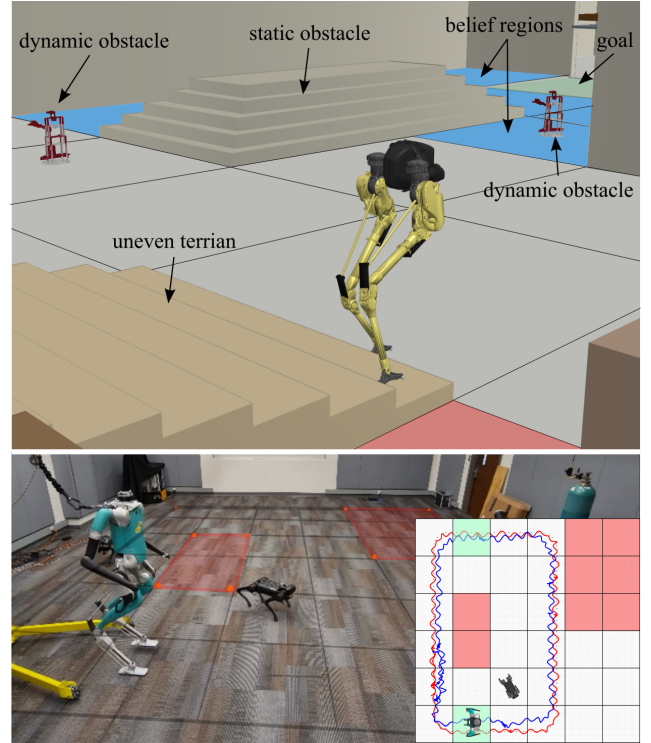 belief regions
static obstacle
goal
dynamic obstacle
dynamic obstacle
uneven terrian